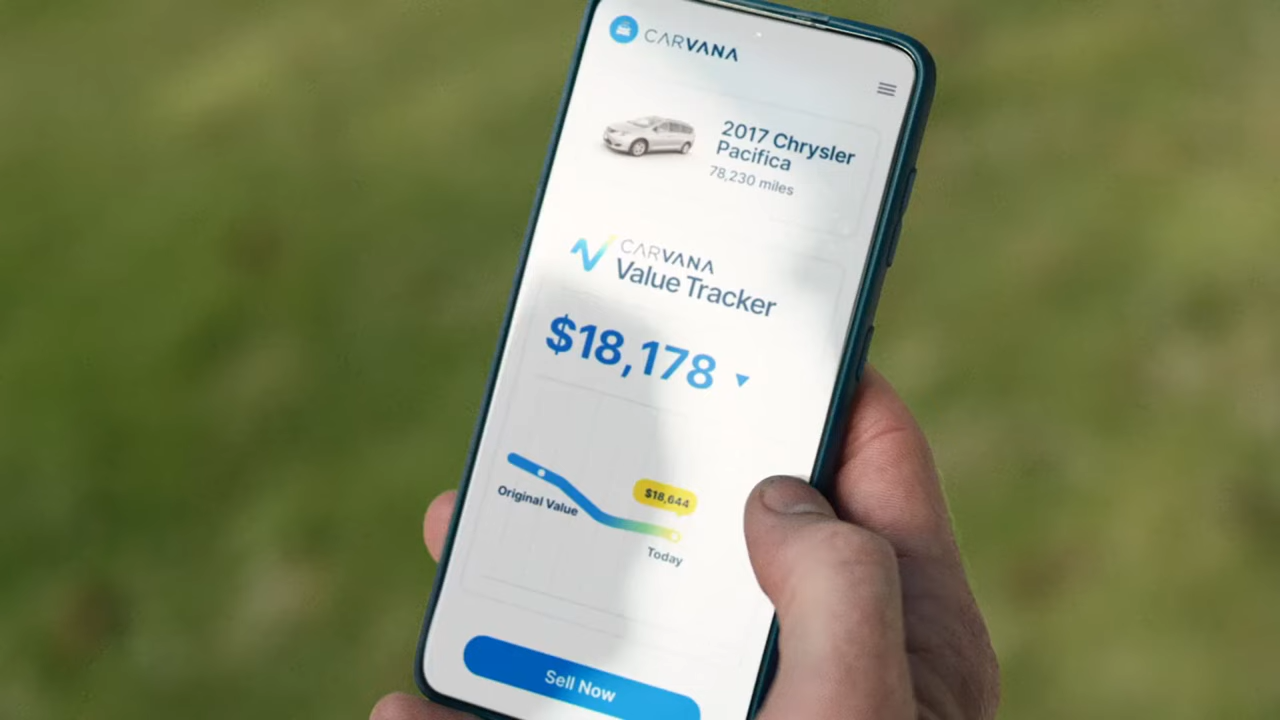 CARVANA
2017 Chrysler
Pacifica
78,230 miles
CARVANA
Value Tracker
$18,178
$18,644
Original Value
Today
Sell Now